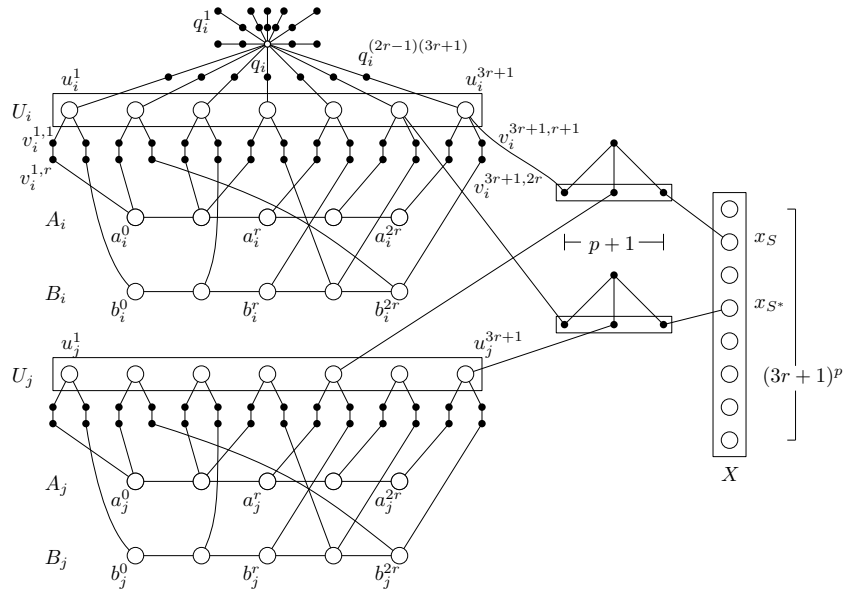 q_i^1
q_i
q_i^{(2r−1)(3r+1)}
u_i^1
u_i^{3r+1}
U_i
v_i^{1,1}
v_i^{3r+1,r+1}
v_i^{1,r}
v_i^{3r+1,2r}
A_i
a_i^0
a_i^r
a_i^{2r}
x_S
p + 1
B_i
b_i^0
b_i^r
b_i^{2r}
x_{S*}
u_j^1
u_j^{3r+1}
U_j
(3r + 1)^p
X
A_j
a_j^0
a_j^r
a_j^{2r}
B_j
b_j^0
b_j^r
b_j^{2r}